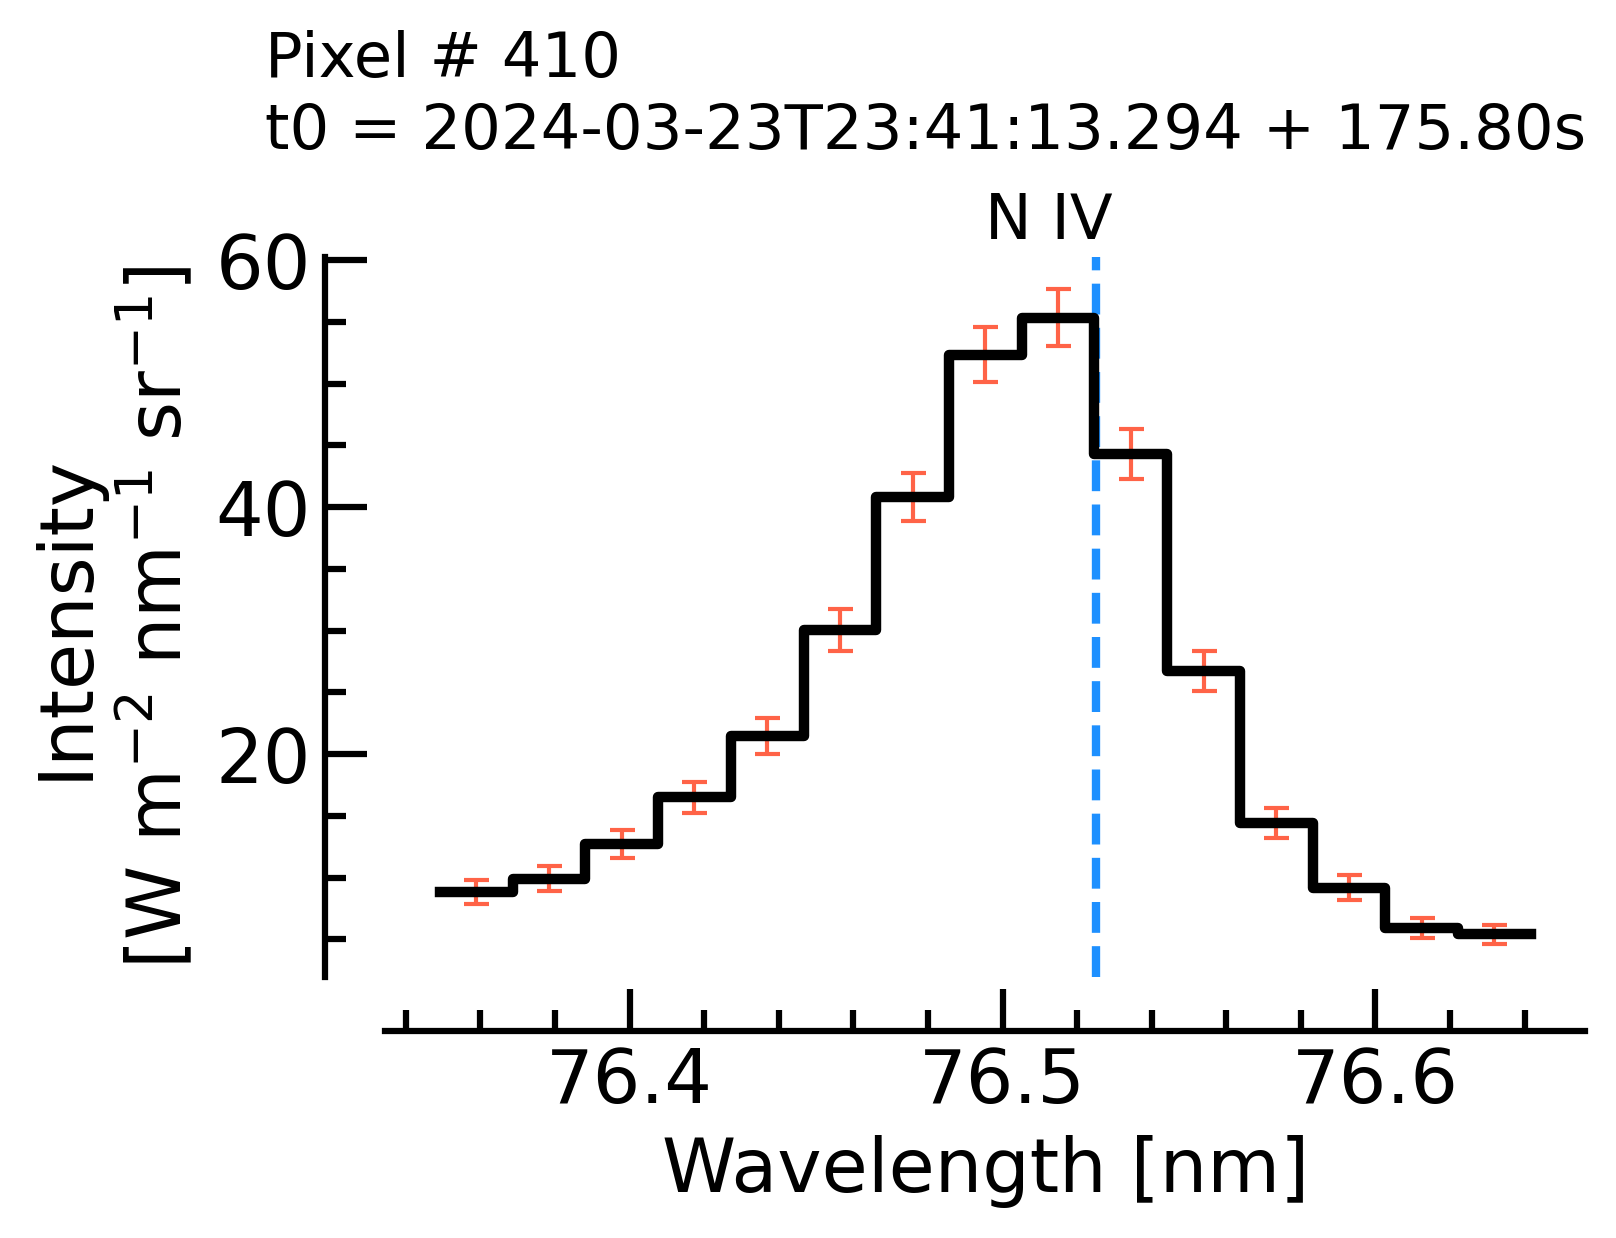 Pixel # 410
t0 = 2024-03-23T23:41:13.294 + 175.80s
N IV
Intensity
[W m⁻² nm⁻¹ sr⁻¹]
60
40
20
76.4 76.5 76.6
Wavelength [nm]